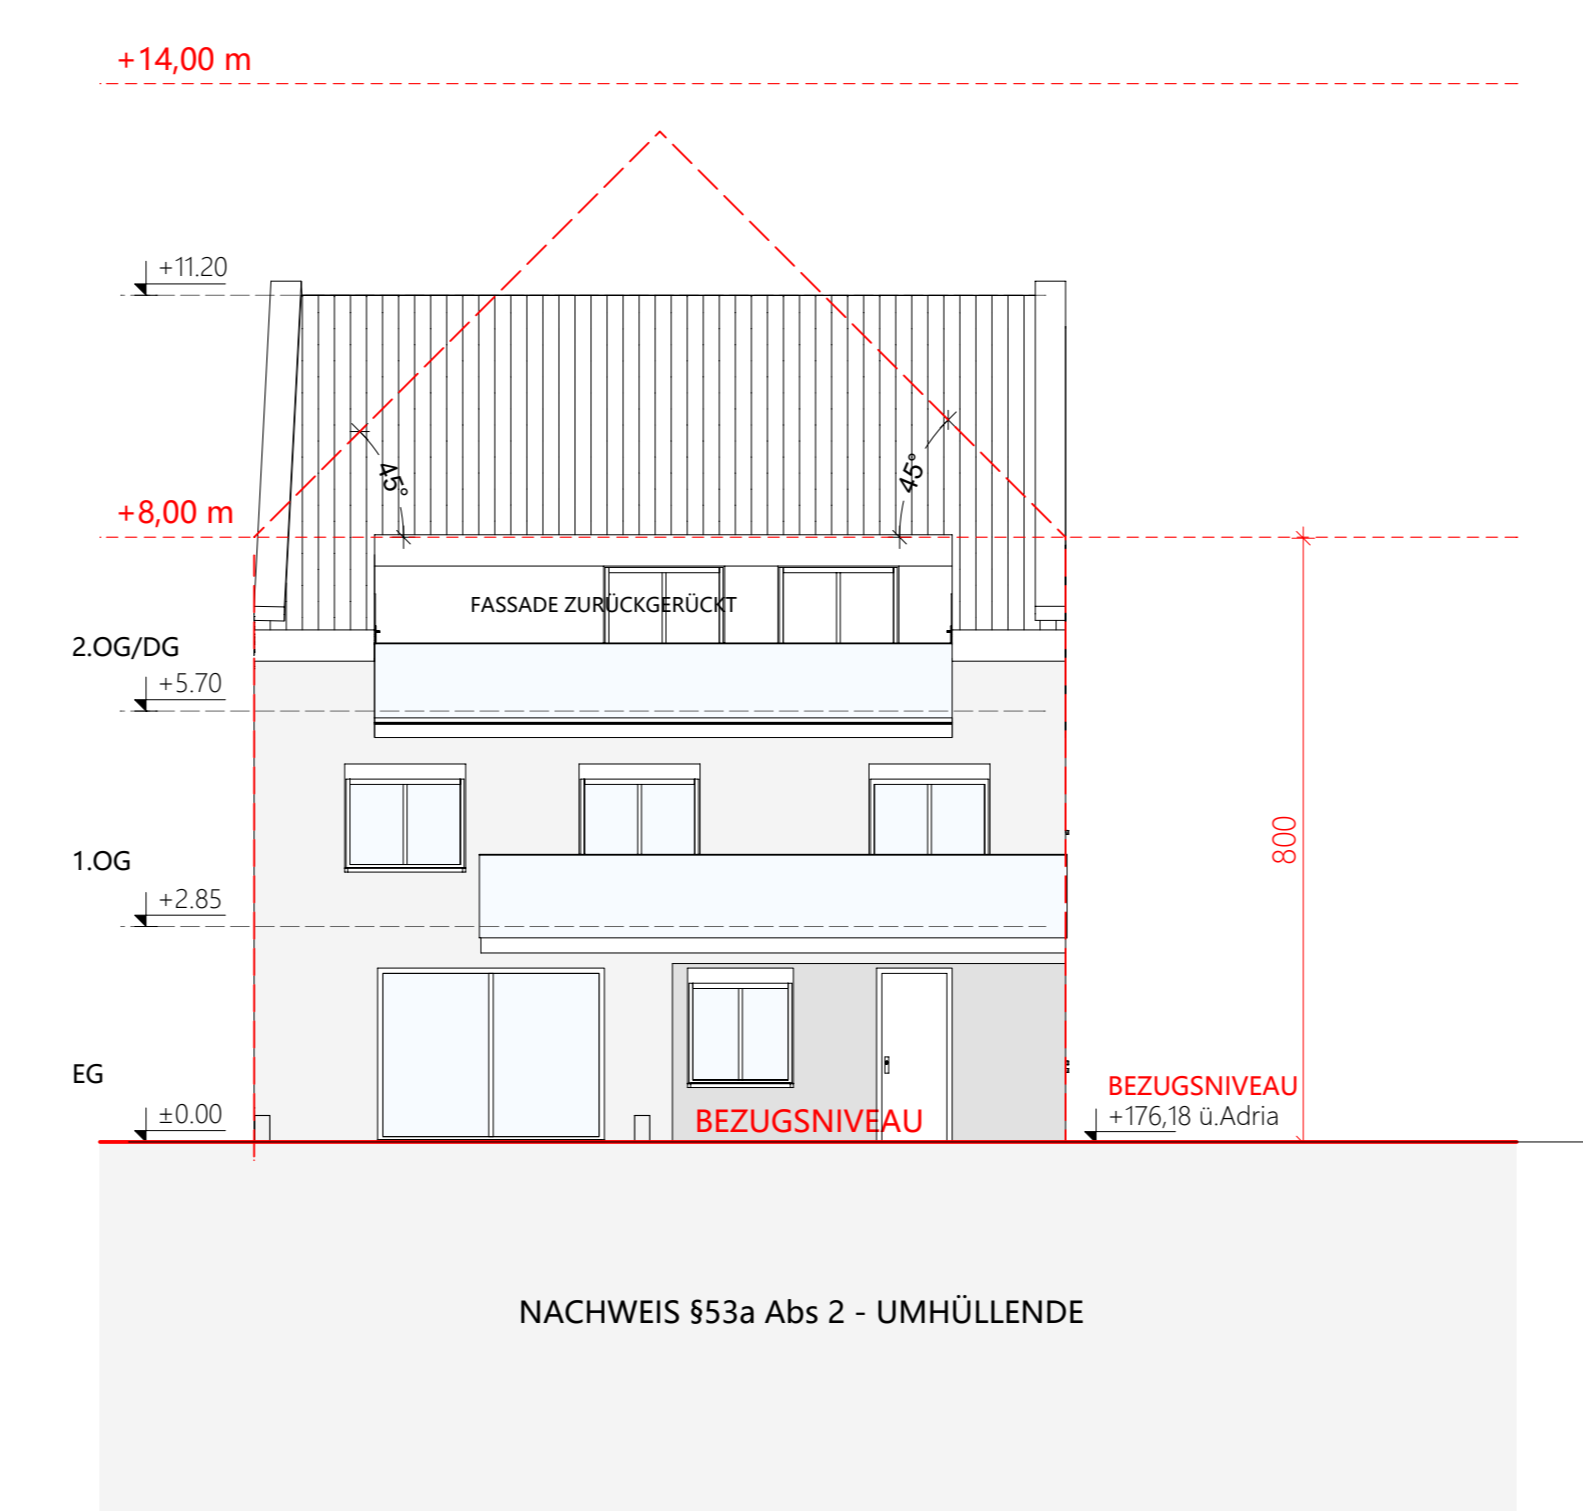 +14,00 m
+11.20
45°
45°
+8,00 m
FASSADE ZURÜCKGERÜCKT
2.OG/DG
+5.70
800
1.OG
+2.85
EG
BEZUGSNIVEAU
±0.00
BEZUGSNIVEAU
+176,18 ü.Adria
NACHWEIS §53a Abs 2 - UMHÜLLENDE